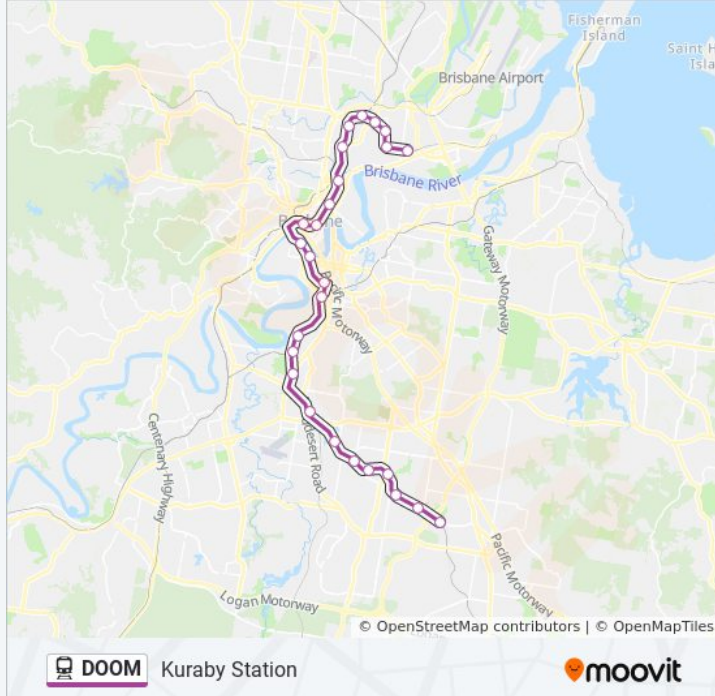 Fisherman
Island
Saint H
Isla
Brisbane Airport
Brisbane River
Gateway Motorway
Pacific Motorway
Centenary Highway
desert Road
Pacific Motorway
Logan Motorway
© OpenStreetMap contributors | © OpenMapTiles
DOOM Kuraby Station
moovit